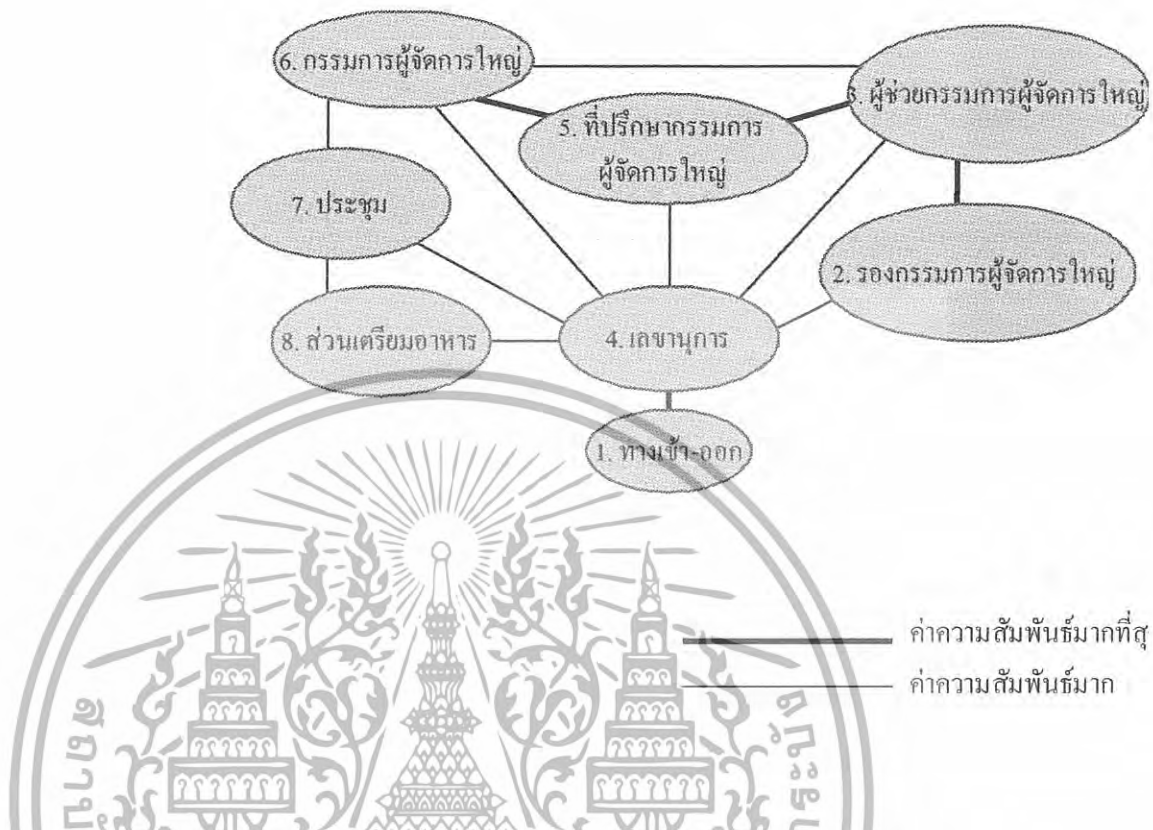 6. กรรมการผู้จัดการใหญ่
3. ผู้ช่วยกรรมการผู้จัดการใหญ่
5. ที่ปรึกษากรรมการ
ผู้จัดการใหญ่
7. ประชุม
2. รองกรรมการผู้จัดการใหญ่
8. ส่วนเตรียมอาหาร
4. เลขานุการ
1. ทางเข้า-ออก
ค่าความสัมพันธ์มากที่สุ
ค่าความสัมพันธ์มาก